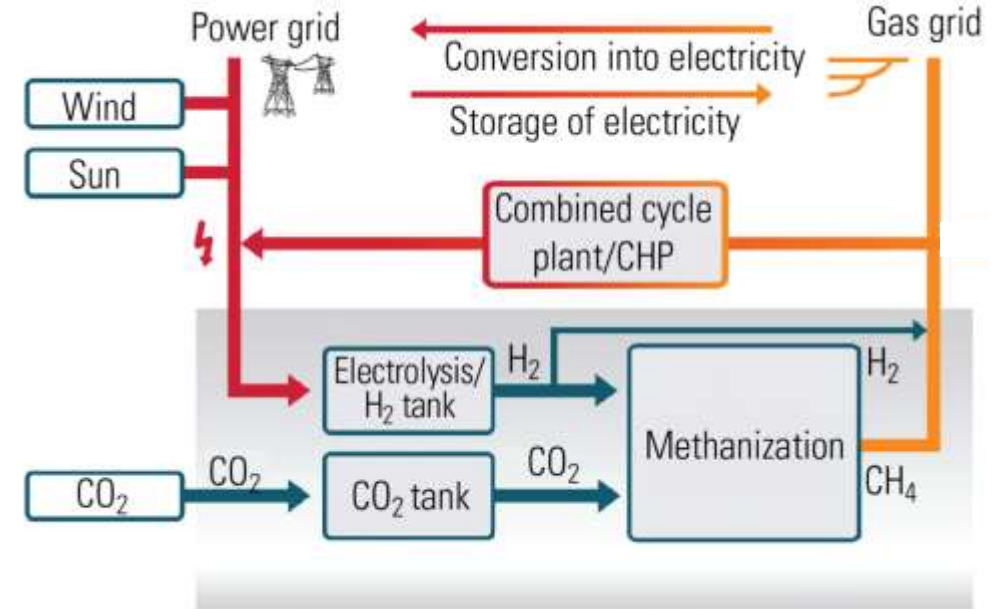 Power grid
Gas grid
Conversion into electricity
Wind
Storage of electricity
Sun
Combined cycle
plant/CHP
Electrolysis/
H₂ tank
H₂
H₂
Methanization
CO₂
CO₂
CO₂ tank
CO₂
CH₄